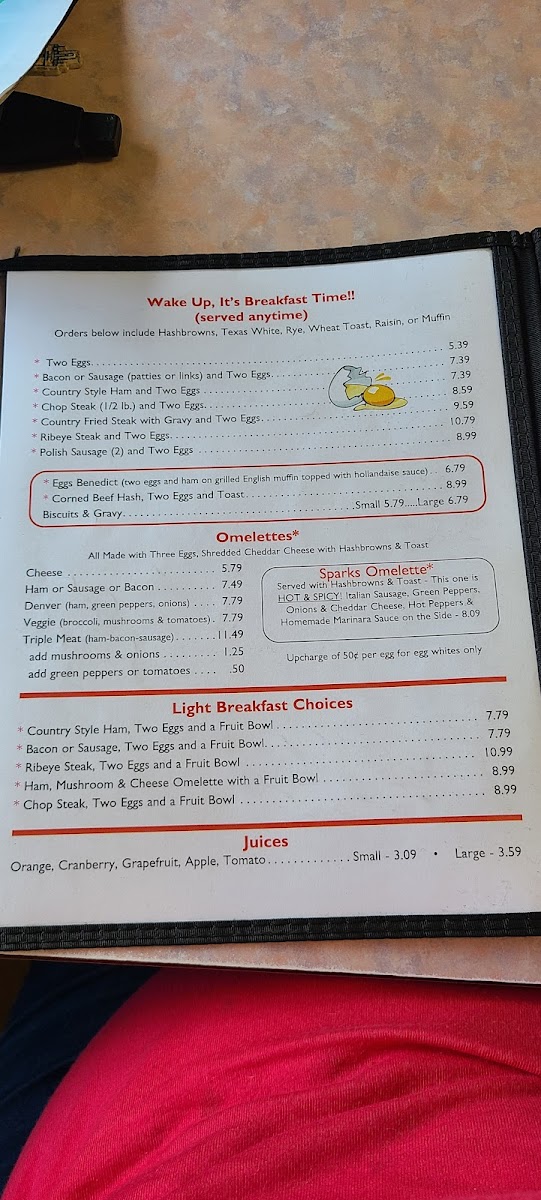 Wake Up, It's Breakfast Time!!
(served anytime)
Orders below include Hashbrowns, Texas White, Rye, Wheat Toast, Raisin, or Muffin
* Two Eggs. . . . . . . . . . . . . . . . . . . . 5.39
* Bacon or Sausage (patties or links) and Two Eggs. . . . . . . . . . 7.39
* Country Style Ham and Two Eggs . . . . . . . . . . 7.39
* Chop Steak (1/2 lb.) and Two Eggs. . . . . . . . . . 8.59
* Country Fried Steak with Gravy and Two Eggs. . . . . . . . . . 9.59
* Ribeye Steak and Two Eggs. . . . . . . . . . 10.79
* Polish Sausage (2) and Two Eggs . . . . . . . . . . 8.99
* Eggs Benedict (two eggs and ham on grilled English muffin topped with hollandaise sauce) . . 6.79
* Corned Beef Hash, Two Eggs and Toast. . . . . . . . . . 8.99
Biscuits & Gravy. . . . . . . . . . Small 5.79.....Large 6.79
Omelettes*
All Made with Three Eggs, Shredded Cheddar Cheese with Hashbrowns & Toast
Cheese . . . . . . . . . . 5.79
Ham or Sausage or Bacon . . . . . . . . . . 7.49
Denver (ham, green peppers, onions) . . . . 7.79
Veggie (broccoli, mushrooms & tomatoes) . 7.79
Triple Meat (ham-bacon-sausage) . . . . . . . 11.49
add mushrooms & onions . . . . . . . . . 1.25
add green peppers or tomatoes . . . . .50
Sparks Omelette*
Served with Hashbrowns & Toast - This one is
HOT & SPICY! Italian Sausage, Green Peppers,
Onions & Cheddar Cheese, Hot Peppers &
Homemade Marinara Sauce on the Side - 8.09
Upcharge of 50¢ per egg for egg whites only
Light Breakfast Choices
* Country Style Ham, Two Eggs and a Fruit Bowl . . . . . . . . . . 7.79
* Bacon or Sausage, Two Eggs and a Fruit Bowl. . . . . . . . . . 7.79
* Ribeye Steak, Two Eggs and a Fruit Bowl . . . . . . . . . . 10.99
* Ham, Mushroom & Cheese Omelette with a Fruit Bowl . . . . . . . . . . 8.99
* Chop Steak, Two Eggs and a Fruit Bowl . . . . . . . . . . 8.99
Juices
Orange, Cranberry, Grapefruit, Apple, Tomato. . . . . . . . . . . . . Small - 3.09 • Large - 3.59